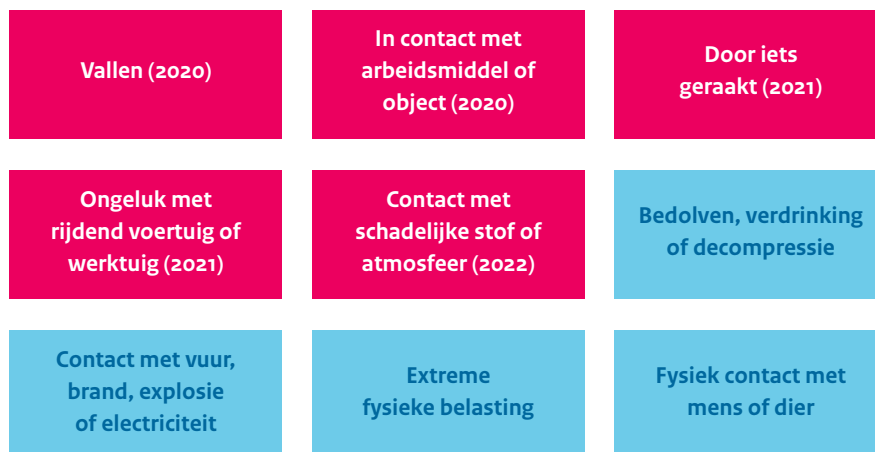 Vallen (2020)
In contact met
arbeidsmiddel of
object (2020)
Door iets
geraakt (2021)
Ongeluk met
rijdend voertuig of
werktuig (2021)
Contact met
schadelijke stof of
atmosfeer (2022)
Bedolven, verdrinking
of decompressie
Contact met vuur,
brand, explosie
of electriciteit
Extreme
fysieke belasting
Fysiek contact met
mens of dier